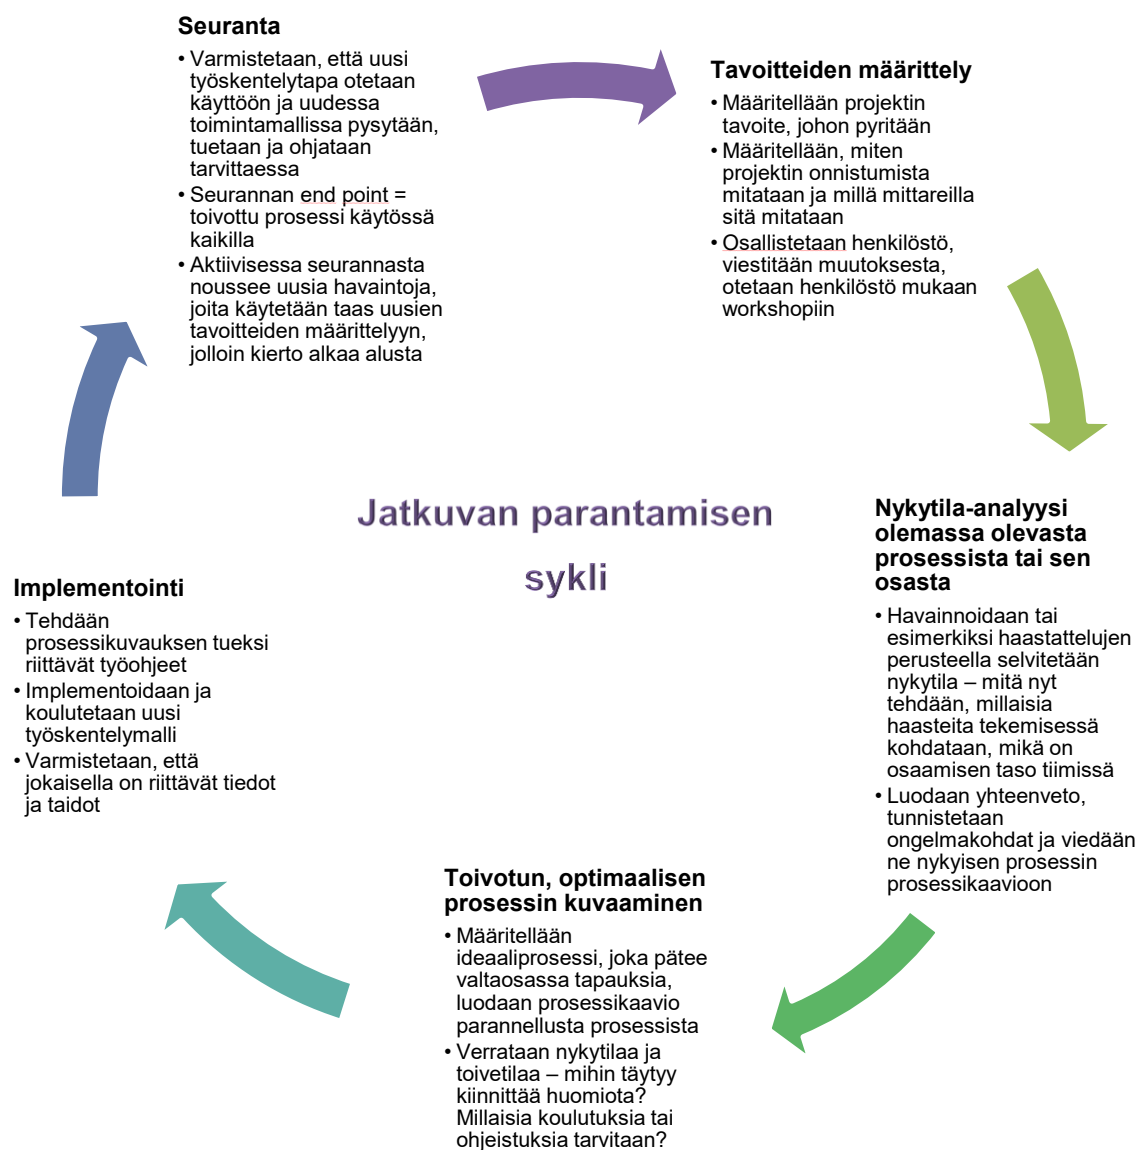 Seuranta
• Varmistetaan, että uusi
työskentelytapa otetaan
käyttöön ja uudessa
toimintamallissa pysytään,
tuetaan ja ohjataan
tarvittaessa
• Seurannan end point =
toivottu prosessi käytössä
kaikilla
• Aktiivisessa seurannasta
noussee uusia havaintoja,
joita käytetään taas uusien
tavoitteiden määrittelyyn,
jolloin kierto alkaa alusta
Tavoitteiden määrittely
• Määritellään projektin
tavoite, johon pyritään
• Määritellään, miten
projektin onnistumista
mitataan ja millä mittareilla
sitä mitataan
• Osallistetaan henkilöstö,
viestitään muutoksesta,
otetaan henkilöstö mukaan
workshopiin
Jatkuvan parantamisen
sykli
Nykytila-analyysi
olemassa olevasta
prosessista tai sen
osasta
• Havainnoidaan tai
esimerkiksi haastattelujen
perusteella selvitetään
nykytila – mitä nyt
tehdään, millaisia
haasteita tekemisessä
kohdataan, mikä on
osaamisen taso tiimissä
• Luodaan yhteenveto,
tunnistetaan
ongelmakohdat ja viedään
ne nykyisen prosessin
prosessikaavioon
Toivotun, optimaalisen
prosessin kuvaaminen
• Määritellään
ideaaliprosessi, joka pätee
valtaosassa tapauksia,
luodaan prosessikaavio
parannellusta prosessista
• Verrataan nykytilaa ja
toivetilaa – mihin täytyy
kiinnittää huomiota?
Millaisia koulutuksia tai
ohjeistuksia tarvitaan?
Implementointi
• Tehdään
prosessikuvauksen tueksi
riittävät työohjeet
• Implementoidaan ja
koulutetaan uusi
työskentelymalli
• Varmistetaan, että
jokaisella on riittävät tiedot
ja taidot